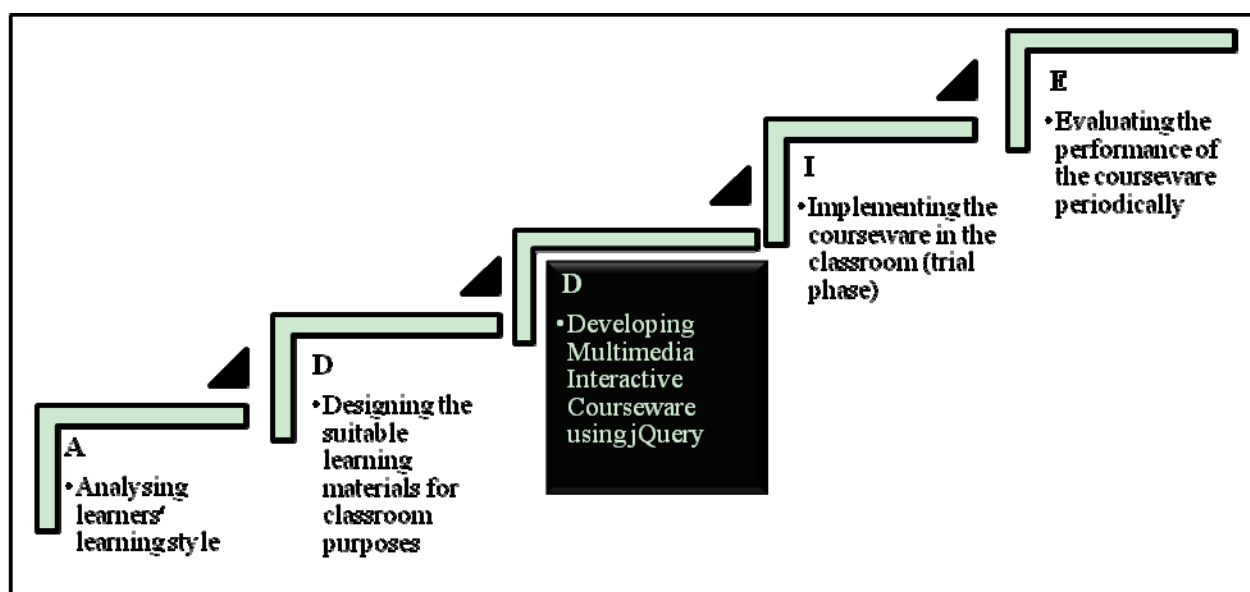 A
•Analysing
learners'
learning style
D
•Designing the
suitable
learning
materials for
classroom
purposes
D
•Developing
Multimedia
Interactive
Courseware
using jQuery
I
•Implementing the
courseware in the
classroom (trial
phase)
E
•Evaluating the
performance of
the courseware
periodically